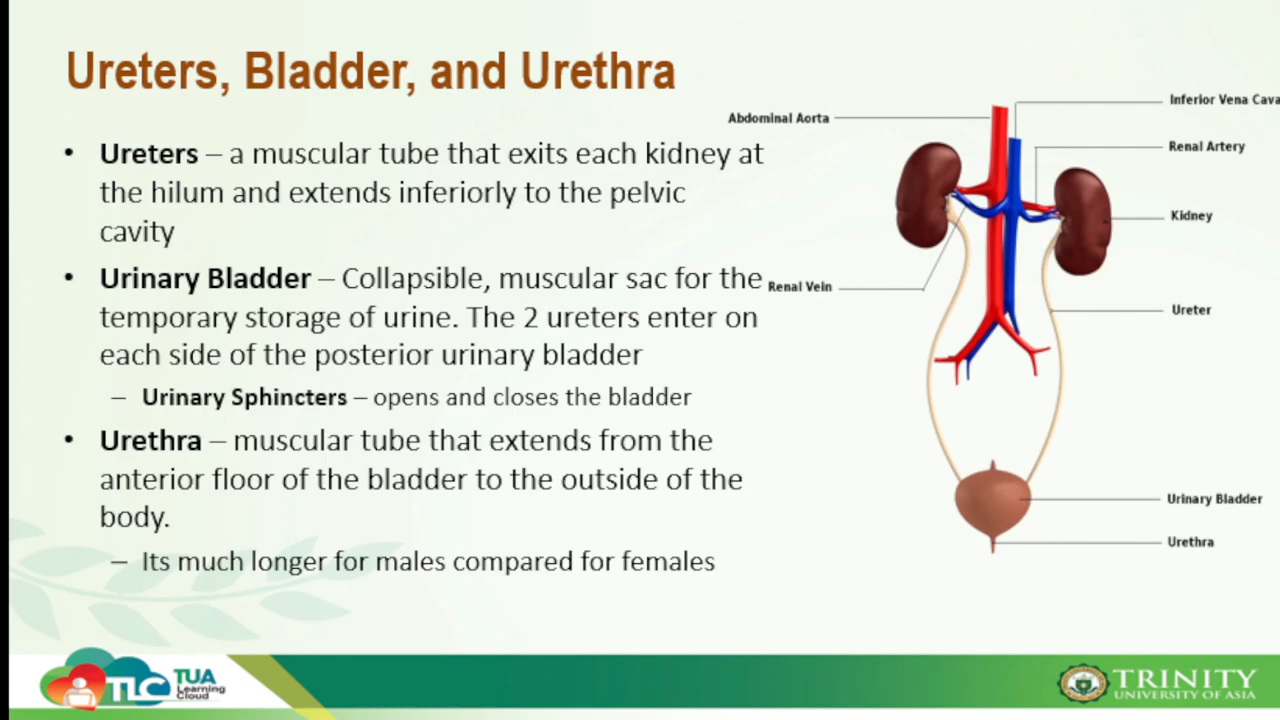 Ureters, Bladder, and Urethra
• Ureters – a muscular tube that exits each kidney at
the hilum and extends inferiorly to the pelvic
cavity
• Urinary Bladder – Collapsible, muscular sac for the
temporary storage of urine. The 2 ureters enter on
each side of the posterior urinary bladder
– Urinary Sphincters – opens and closes the bladder
• Urethra – muscular tube that extends from the
anterior floor of the bladder to the outside of the
body.
– Its much longer for males compared for females
Abdominal Aorta
Inferior Vena Cava
Renal Artery
Kidney
Renal Vein
Ureter
Urinary Bladder
Urethra
TLC
TUA
Learning
Cloud
TRINITY
UNIVERSITY OF ASIA